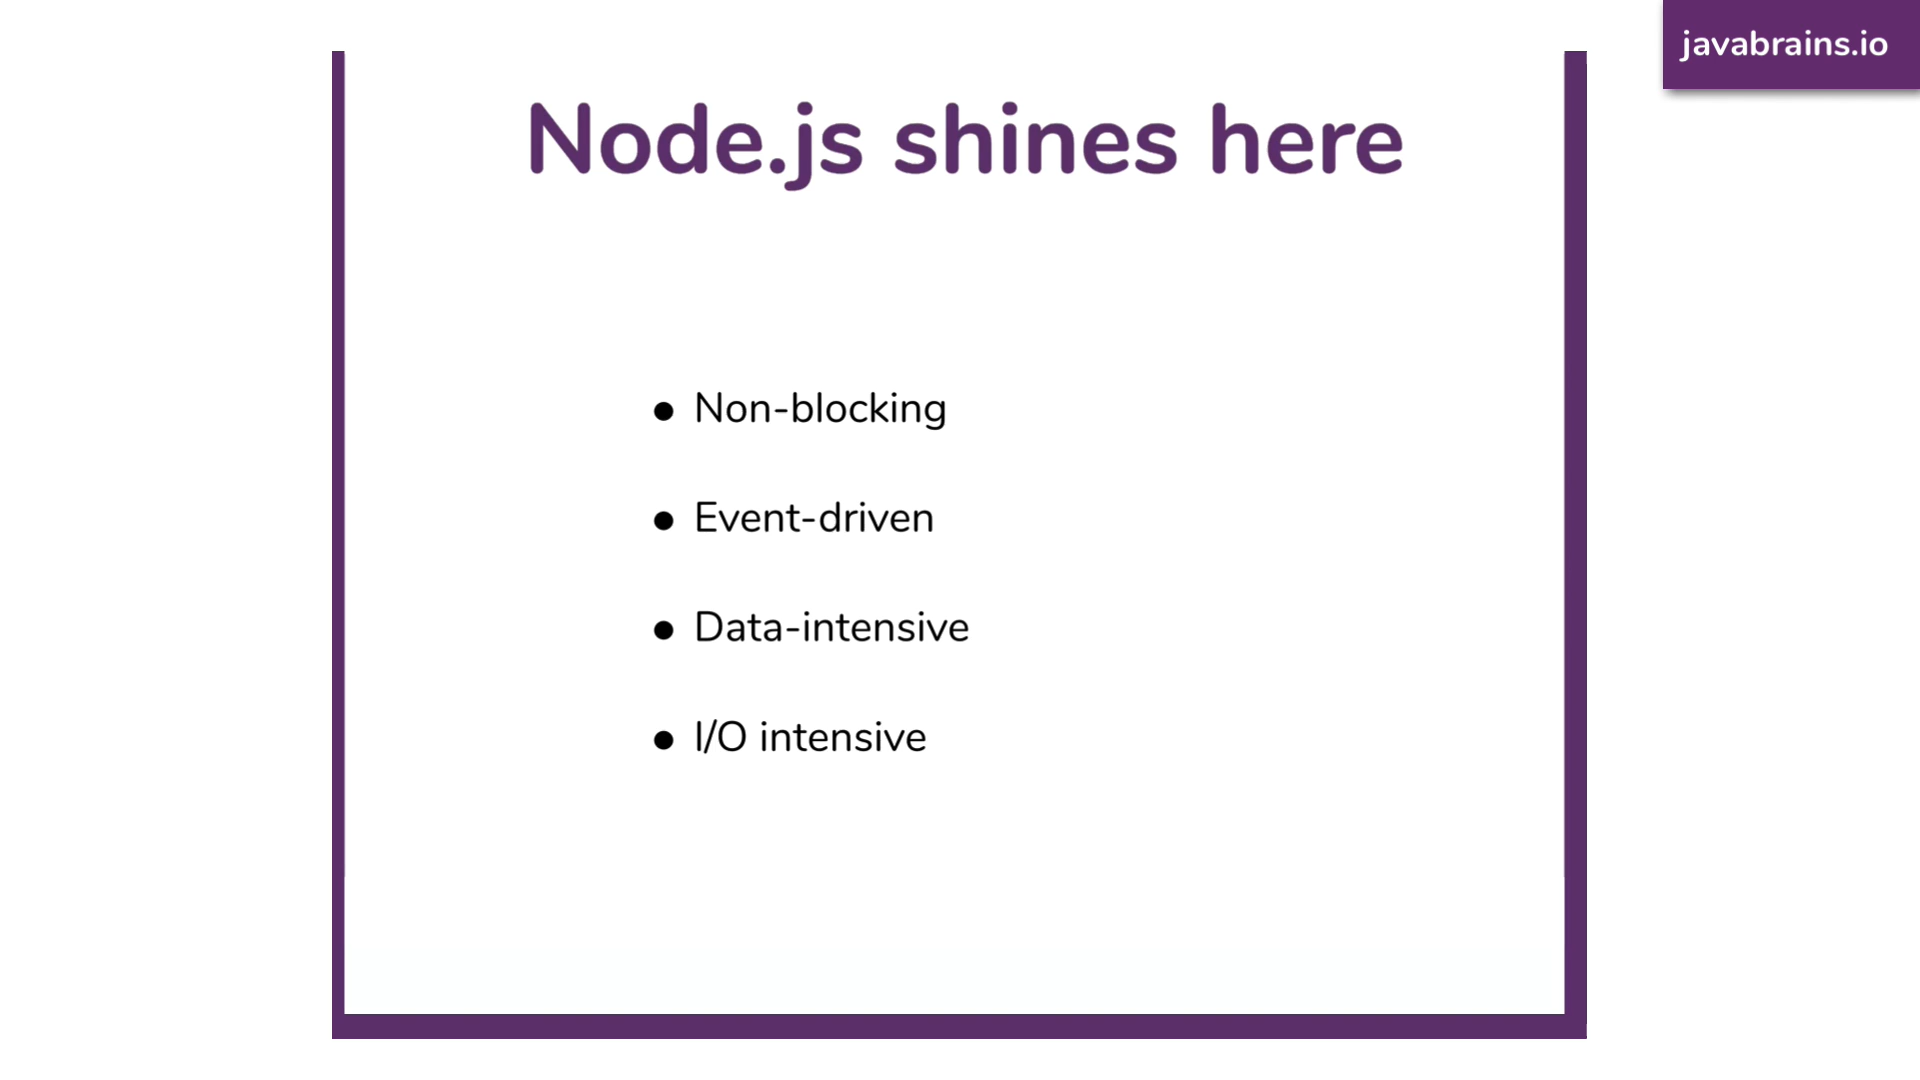 javabrains.io
Node.js shines here
● Non-blocking
● Event-driven
● Data-intensive
● I/O intensive